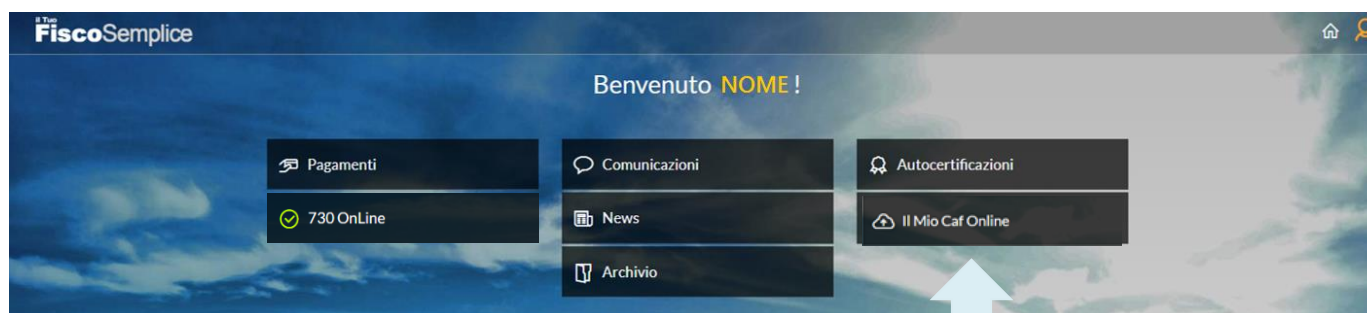 il Tuo
FiscoSemplice
Benvenuto NOME!
Pagamenti
730 OnLine
Comunicazioni
News
Archivio
Autocertificazioni
Il Mio Caf Online